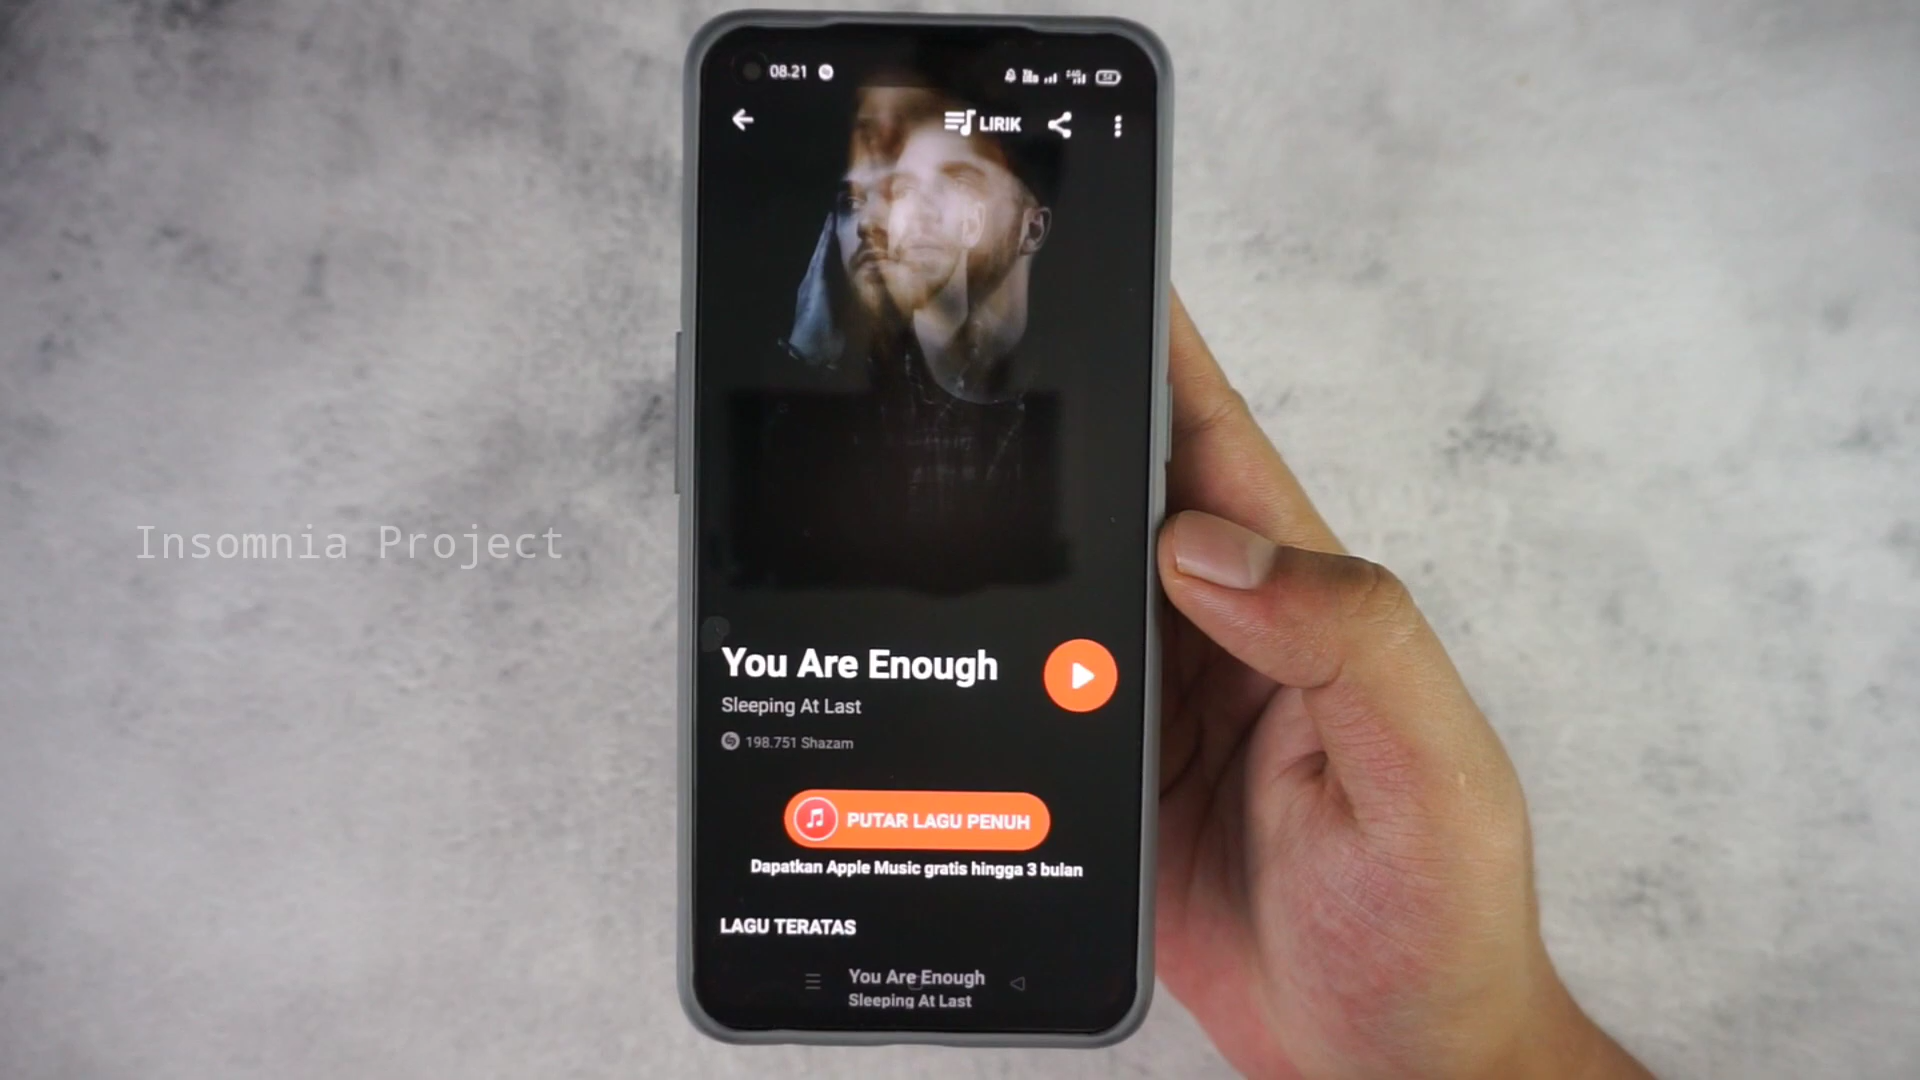 08.21
LIRIK
Insomnia Project
You Are Enough
Sleeping At Last
198.751 Shazam
PUTAR LAGU PENUH
Dapatkan Apple Music gratis hingga 3 bulan
LAGU TERATAS
You Are Enough
Sleeping At Last